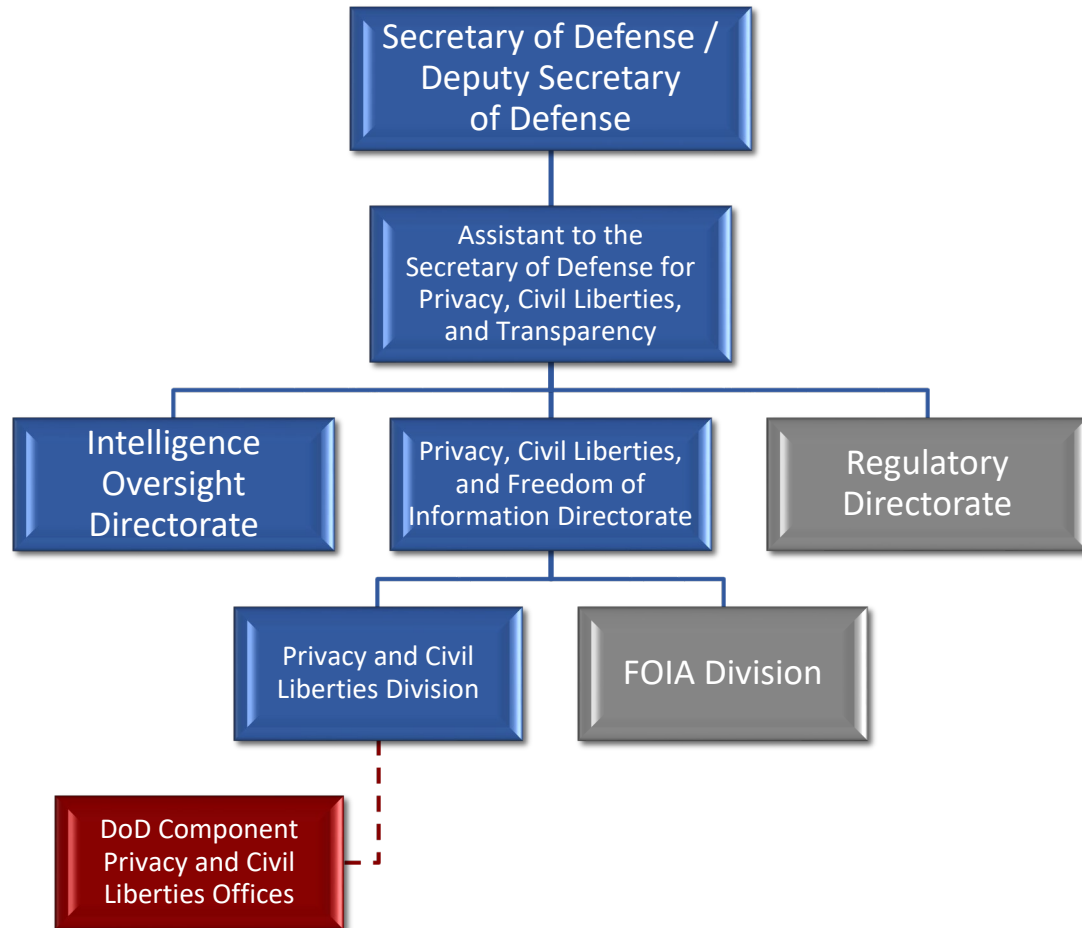 Secretary of Defense /
Deputy Secretary
of Defense
Assistant to the
Secretary of Defense for
Privacy, Civil Liberties,
and Transparency
Intelligence
Oversight
Directorate
Privacy, Civil Liberties,
and Freedom of
Information Directorate
Regulatory
Directorate
Privacy and Civil
Liberties Division
FOIA Division
DoD Component
Privacy and Civil
Liberties Offices